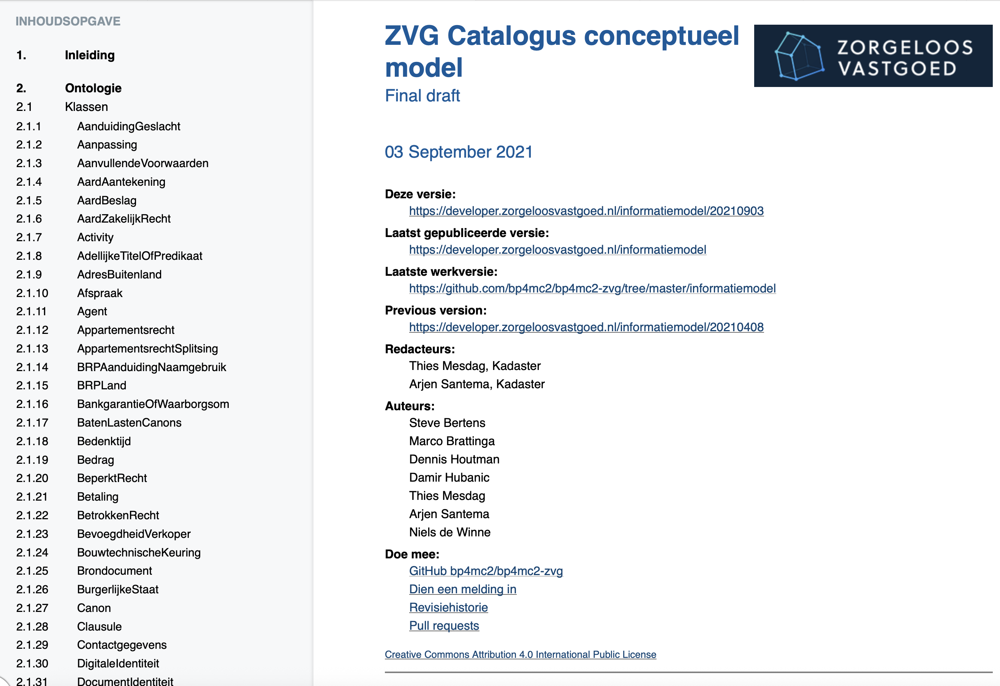 INHOUDSOPGAVE
1. Inleiding
2. Ontologie
2.1 Klassen
2.1.1 AanduidingGeslacht
2.1.2 Aanpassing
2.1.3 AanvullendeVoorwaarden
2.1.4 AardAantekening
2.1.5 AardBeslag
2.1.6 AardZakelijkRecht
2.1.7 Activity
2.1.8 AdellijkeTitelOfPredikaat
2.1.9 AdresBuitenland
2.1.10 Afspraak
2.1.11 Agent
2.1.12 Appartementsrecht
2.1.13 AppartementsrechtSplitsing
2.1.14 BRPAanduidingNaamgebruik
2.1.15 BRPLand
2.1.16 BankgarantieOfWaarborgsom
2.1.17 BatenLastenCanons
2.1.18 Bedenktijd
2.1.19 Bedrag
2.1.20 BeperktRecht
2.1.21 Betaling
2.1.22 BetrokkenRecht
2.1.23 BevoegdheidVerkoper
2.1.24 BouwtechnischeKeuring
2.1.25 Brondocument
2.1.26 BurgerlijkeStaat
2.1.27 Canon
2.1.28 Clausule
2.1.29 Contactgegevens
2.1.30 DigitaleIdentiteit
2.1.31 DocumentIdentiteit
ZVG Catalogus conceptueel
model
ZORGELOOS
VASTGOED
Final draft
03 September 2021
Deze versie:
https://developer.zorgeloosvastgoed.nl/informatiemodel/20210903
Laatst gepubliceerde versie:
https://developer.zorgeloosvastgoed.nl/informatiemodel
Laatste werkversie:
https://github.com/bp4mc2/bp4mc2-zvg/tree/master/informatiemodel
Previous version:
https://developer.zorgeloosvastgoed.nl/informatiemodel/20210408
Redacteurs:
Thies Mesdag, Kadaster
Arjen Santema, Kadaster
Auteurs:
Steve Bertens
Marco Brattinga
Dennis Houtman
Damir Hubanic
Thies Mesdag
Arjen Santema
Niels de Winne
Doe mee:
GitHub bp4mc2/bp4mc2-zvg
Dien een melding in
Revisiehistorie
Pull requests
Creative Commons Attribution 4.0 International Public License